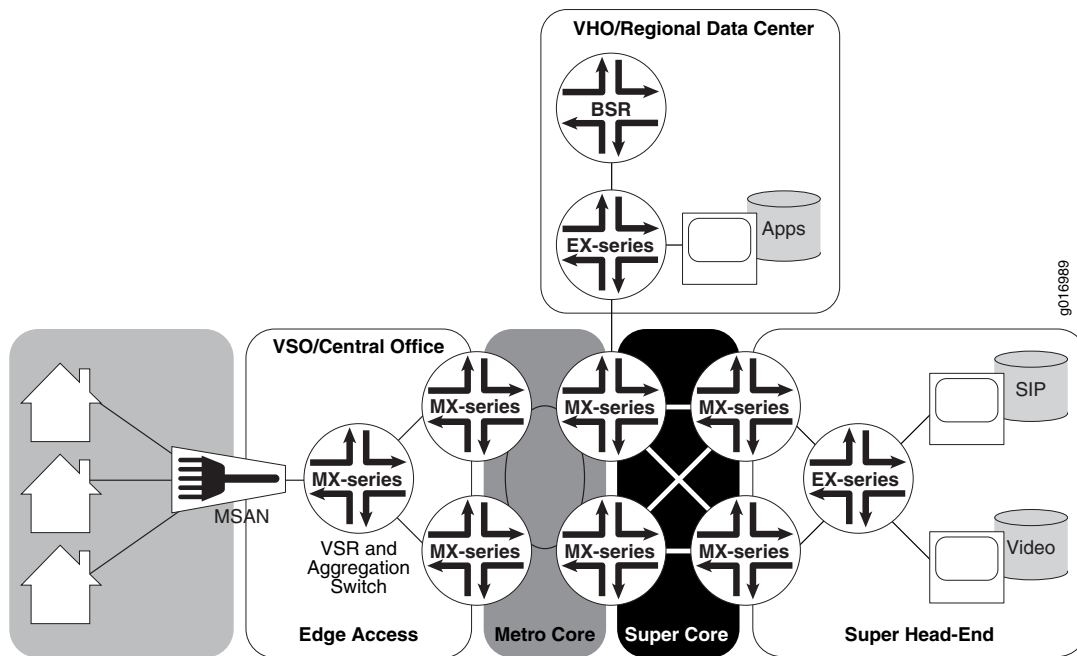 VHO/Regional Data Center
BSR
EX-series
Apps
g016989
VSO/Central Office
MX-series
MX-series
MX-series
SIP
MX-series
EX-series
MSAN
VSR and
Aggregation
Switch
MX-series
MX-series
MX-series
Video
Edge Access
Metro Core
Super Core
Super Head-End